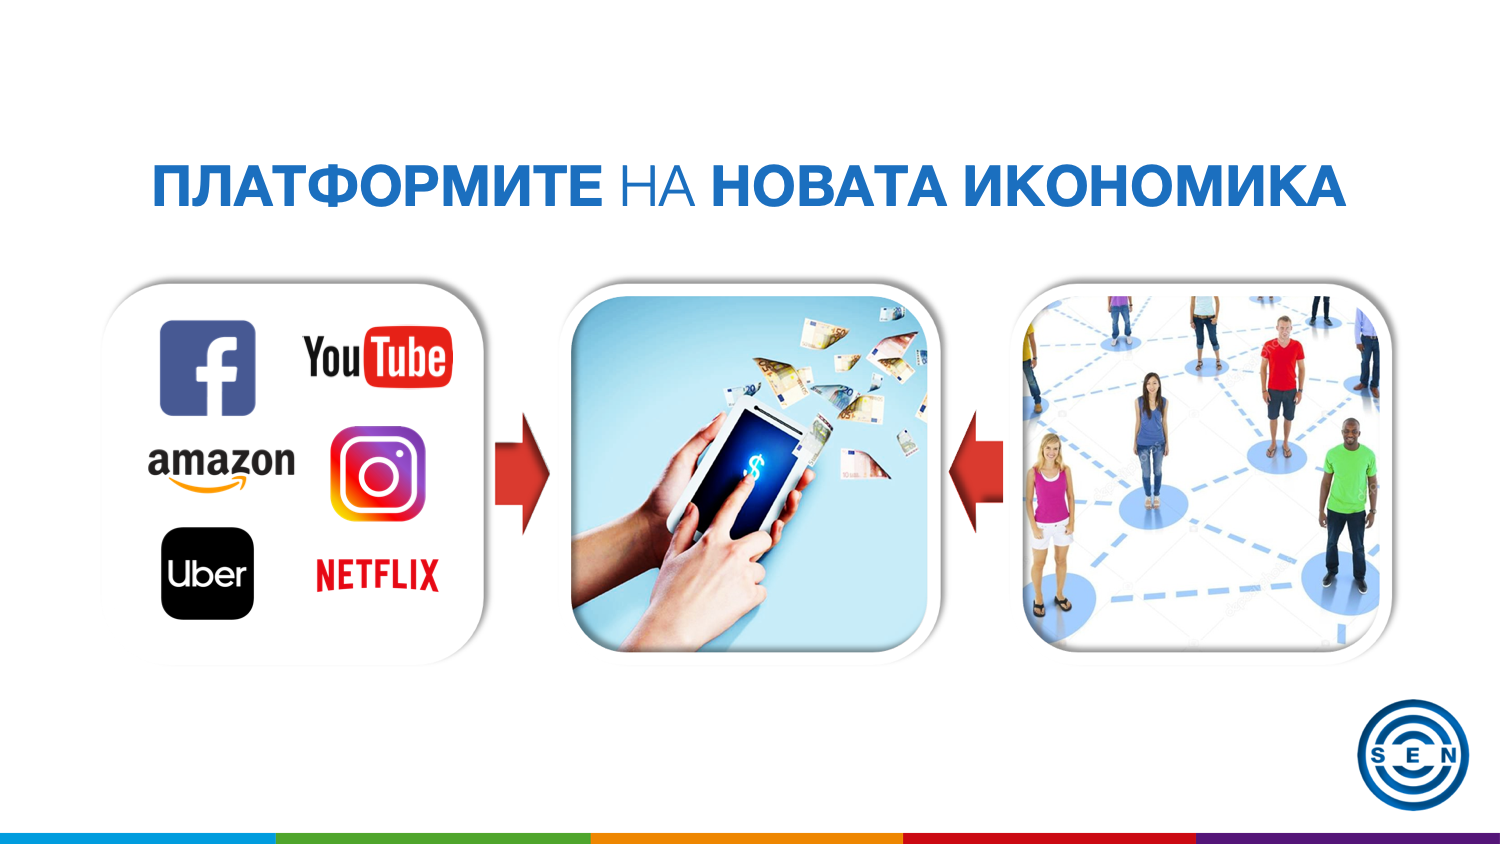 ПЛАТФОРМИТЕ НА НОВАТА ИКОНОМИКА
f
YouTube
amazon
Uber
NETFLIX
$
S E N